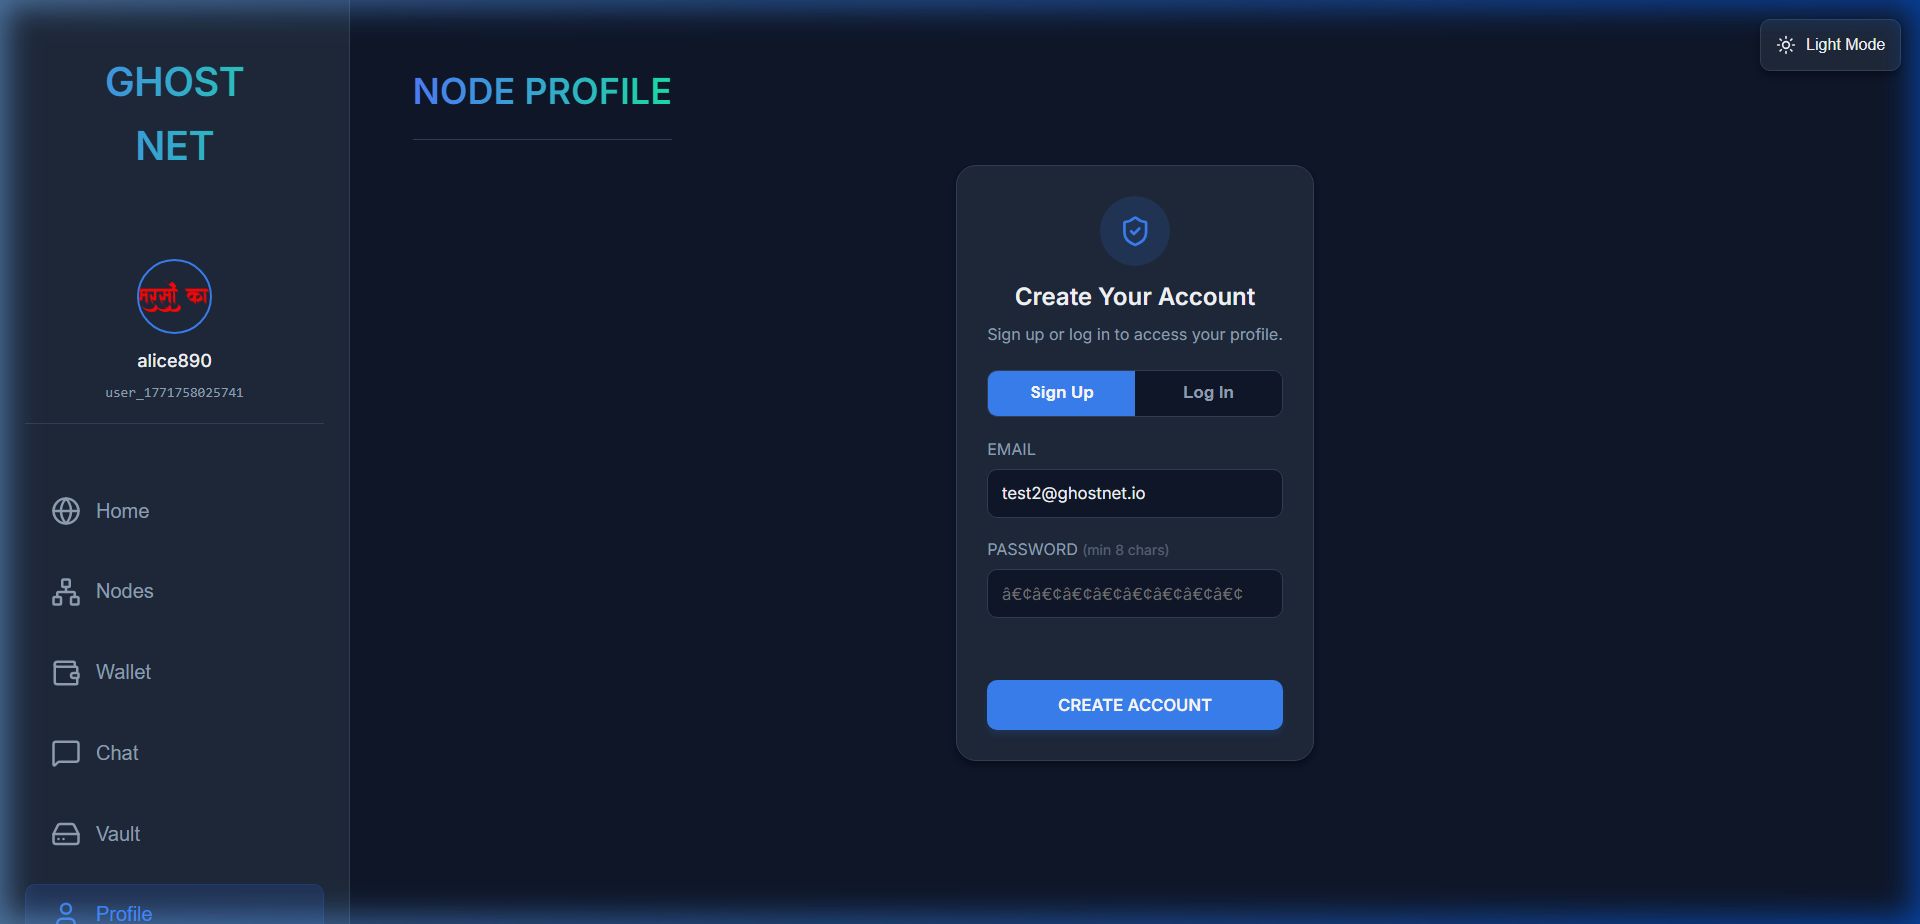 GHOST
NET
सरसों का
alice890
user_1771758025741
Home
Nodes
Wallet
Chat
Vault
Profile
Light Mode
NODE PROFILE
Create Your Account
Sign up or log in to access your profile.
Sign Up
Log In
EMAIL
test2@ghostnet.io
PASSWORD (min 8 chars)
•••••••â€¢â€¢â€¢â€¢â€¢â€¢â€¢â€¢
CREATE ACCOUNT